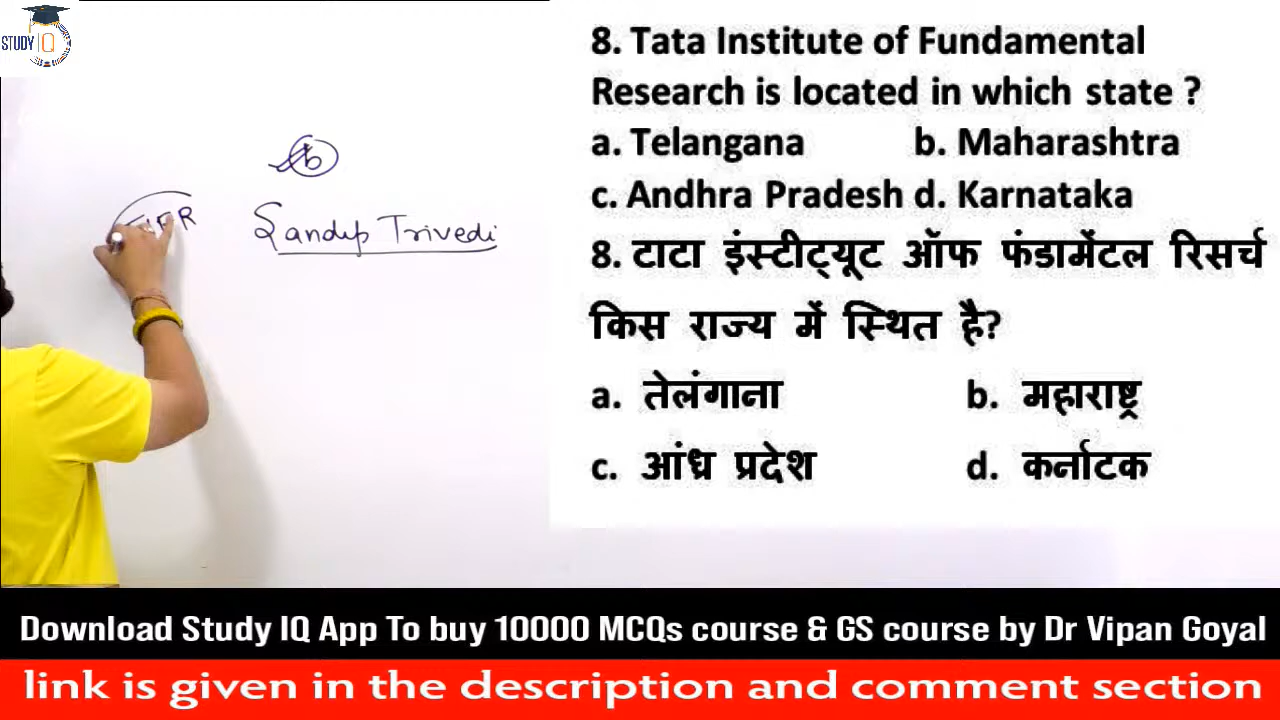 STUDY IQ
8. Tata Institute of Fundamental
Research is located in which state ?
a. Telangana b. Maharashtra
c. Andhra Pradesh d. Karnataka
8. टाटा इंस्टीट्यूट ऑफ फंडामेंटल रिसर्च
किस राज्य में स्थित है?
a. तेलंगाना b. महाराष्ट्र
c. आंध्र प्रदेश d. कर्नाटक
b
Sandip Trivedi
Download Study IQ App To buy 10000 MCQs course & GS course by Dr Vipan Goyal
link is given in the description and comment section